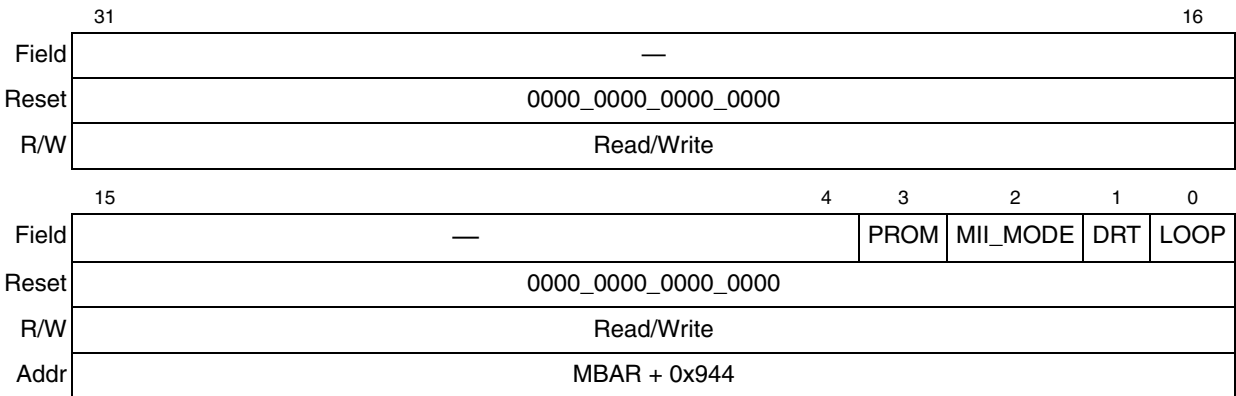 31 16
Field —
Reset 0000_0000_0000_0000
R/W Read/Write
15 4 3 2 1 0
Field — PROM MII_MODE DRT LOOP
Reset 0000_0000_0000_0000
R/W Read/Write
Addr MBAR + 0x944